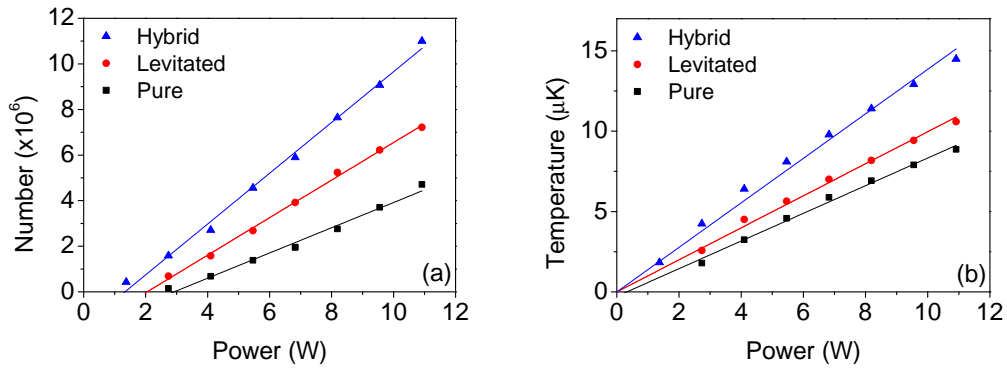 12
10
8
6
4
2
0
Number (x10⁶)
Hybrid
Levitated
Pure
(a)
0 2 4 6 8 10 12
Power (W)
15
10
5
0
Temperature (μK)
Hybrid
Levitated
Pure
(b)
0 2 4 6 8 10 12
Power (W)